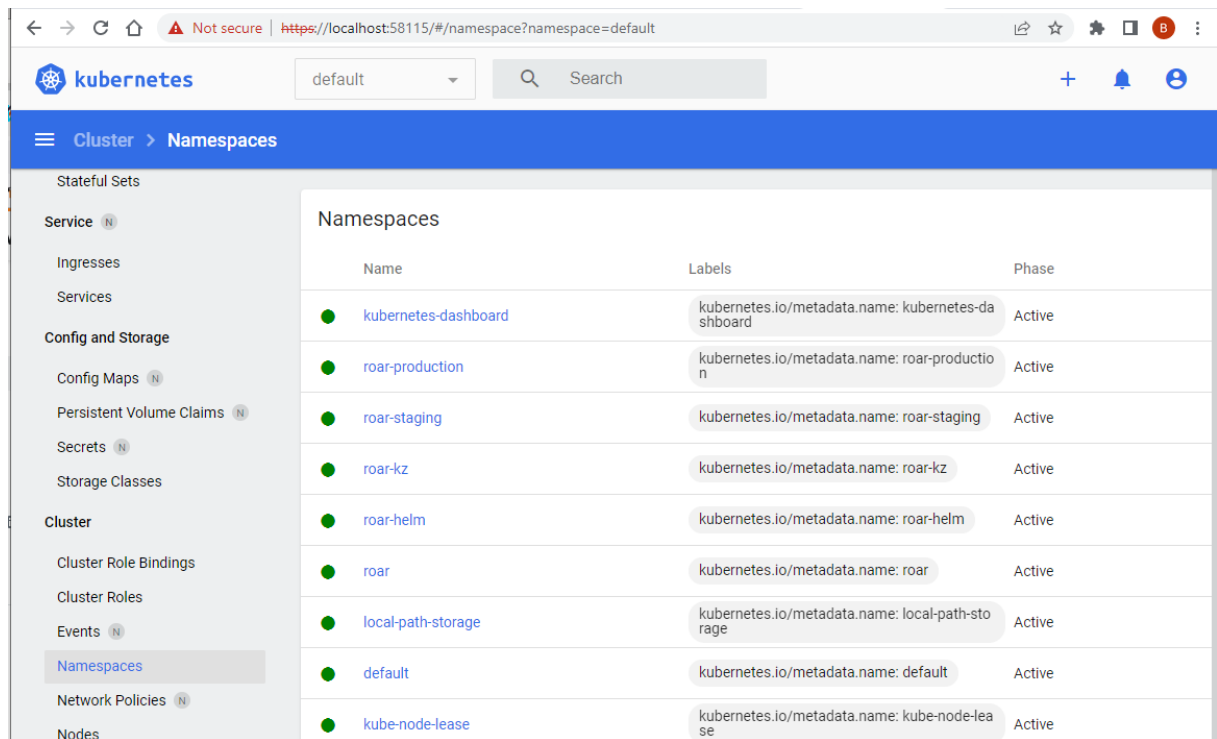 Not secure | https://localhost:58115/#/namespace?namespace=default
B
kubernetes
default
Search
Cluster > Namespaces
Stateful Sets
Service N
Ingresses
Services
Config and Storage
Config Maps N
Persistent Volume Claims N
Secrets N
Storage Classes
Cluster
Cluster Role Bindings
Cluster Roles
Events N
Namespaces
Network Policies N
Nodes
Namespaces
Name Labels Phase
kubernetes-dashboard kubernetes.io/metadata.name: kubernetes-da
shboard Active
roar-production kubernetes.io/metadata.name: roar-productio
n Active
roar-staging kubernetes.io/metadata.name: roar-staging Active
roar-kz kubernetes.io/metadata.name: roar-kz Active
roar-helm kubernetes.io/metadata.name: roar-helm Active
roar kubernetes.io/metadata.name: roar Active
local-path-storage kubernetes.io/metadata.name: local-path-sto
rage Active
default kubernetes.io/metadata.name: default Active
kube-node-lease kubernetes.io/metadata.name: kube-node-lea
se Active